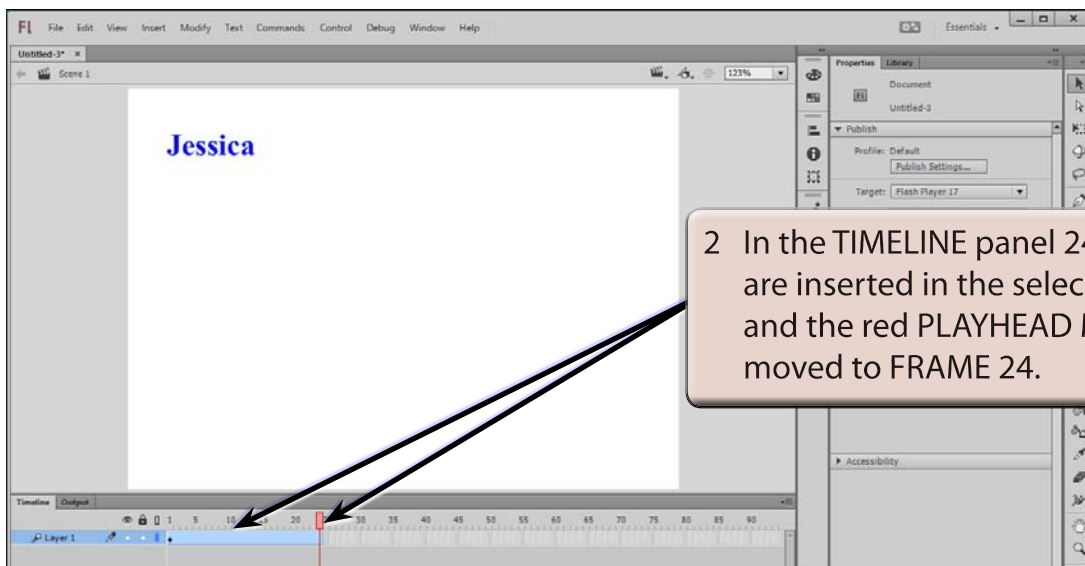 Fl File Edit View Insert Modify Text Commands Control Debug Window Help Essentials
Untitled-3* ×
Scene 1 123%
Properties Library
Document
Untitled-3
Publish
Profile: Default
Publish Settings...
Target: Flash Player 17
Jessica
2 In the TIMELINE panel 24
are inserted in the selec
and the red PLAYHEAD
moved to FRAME 24.
Accessibility
Timeline Output
1 5 10 15 20 30 35 40 45 50 55 60 65 70 75 80 85 90
Layer 1